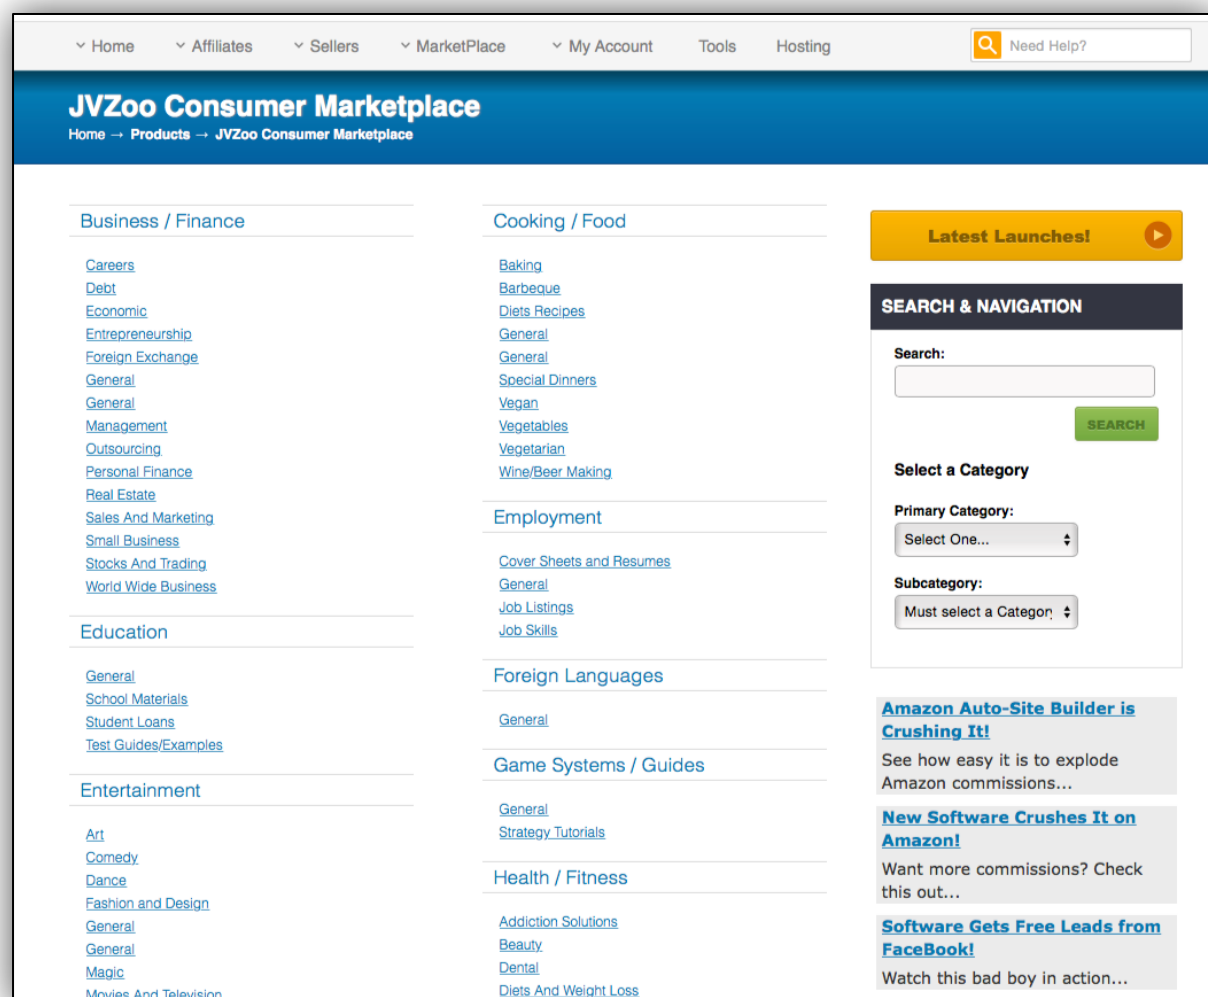 Home
Affiliates
Sellers
MarketPlace
My Account
Tools
Hosting
Need Help?
JVZoo Consumer Marketplace
Home → Products → JVZoo Consumer Marketplace
Business / Finance
Careers
Debt
Economic
Entrepreneurship
Foreign Exchange
General
General
Management
Outsourcing
Personal Finance
Real Estate
Sales And Marketing
Small Business
Stocks And Trading
World Wide Business
Education
General
School Materials
Student Loans
Test Guides/Examples
Entertainment
Art
Comedy
Dance
Fashion and Design
General
General
Magic
Movies And Television
Cooking / Food
Baking
Barbeque
Diets Recipes
General
General
Special Dinners
Vegan
Vegetables
Vegetarian
Wine/Beer Making
Employment
Cover Sheets and Resumes
General
Job Listings
Job Skills
Foreign Languages
General
Game Systems / Guides
General
Strategy Tutorials
Health / Fitness
Addiction Solutions
Beauty
Dental
Diets And Weight Loss
Latest Launches!
SEARCH & NAVIGATION
Search:
SEARCH
Select a Category
Primary Category:
Select One...
Subcategory:
Must select a Category
Amazon Auto-Site Builder is
Crushing It!
See how easy it is to explode
Amazon commissions...
New Software Crushes It on
Amazon!
Want more commissions? Check
this out...
Software Gets Free Leads from
FaceBook!
Watch this bad boy in action...